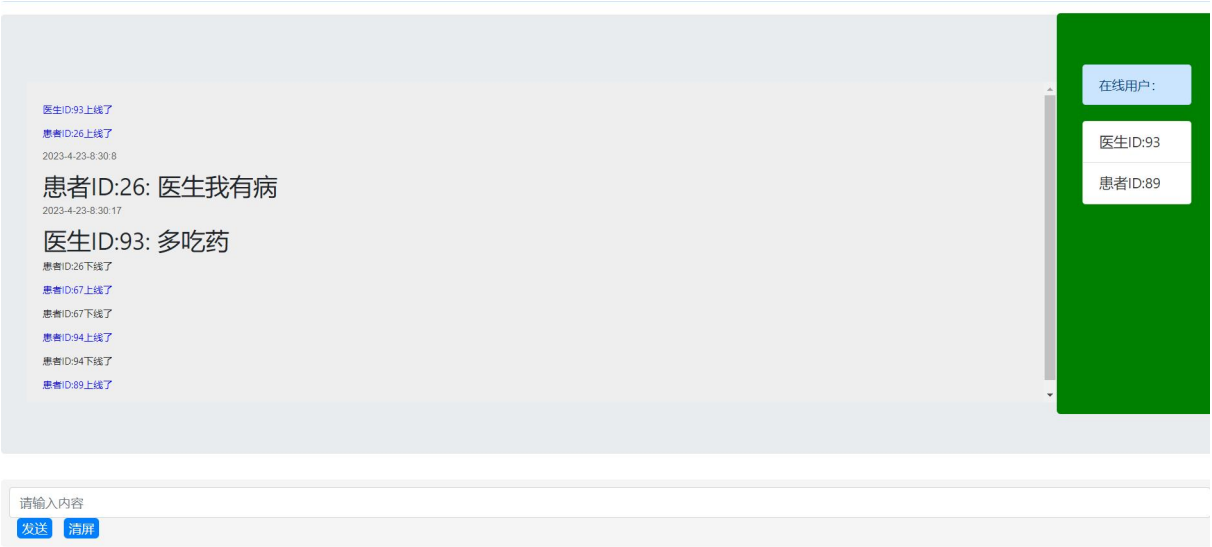 医生ID:93上线了
患者ID:26上线了
2023-4-23-8:30:8
患者ID:26: 医生我有病
2023-4-23-8:30:17
医生ID:93: 多吃药
患者ID:26下线了
患者ID:67上线了
患者ID:67下线了
患者ID:94上线了
患者ID:94下线了
患者ID:89上线了
在线用户：
医生ID:93
患者ID:89
请输入内容
发送 清屏